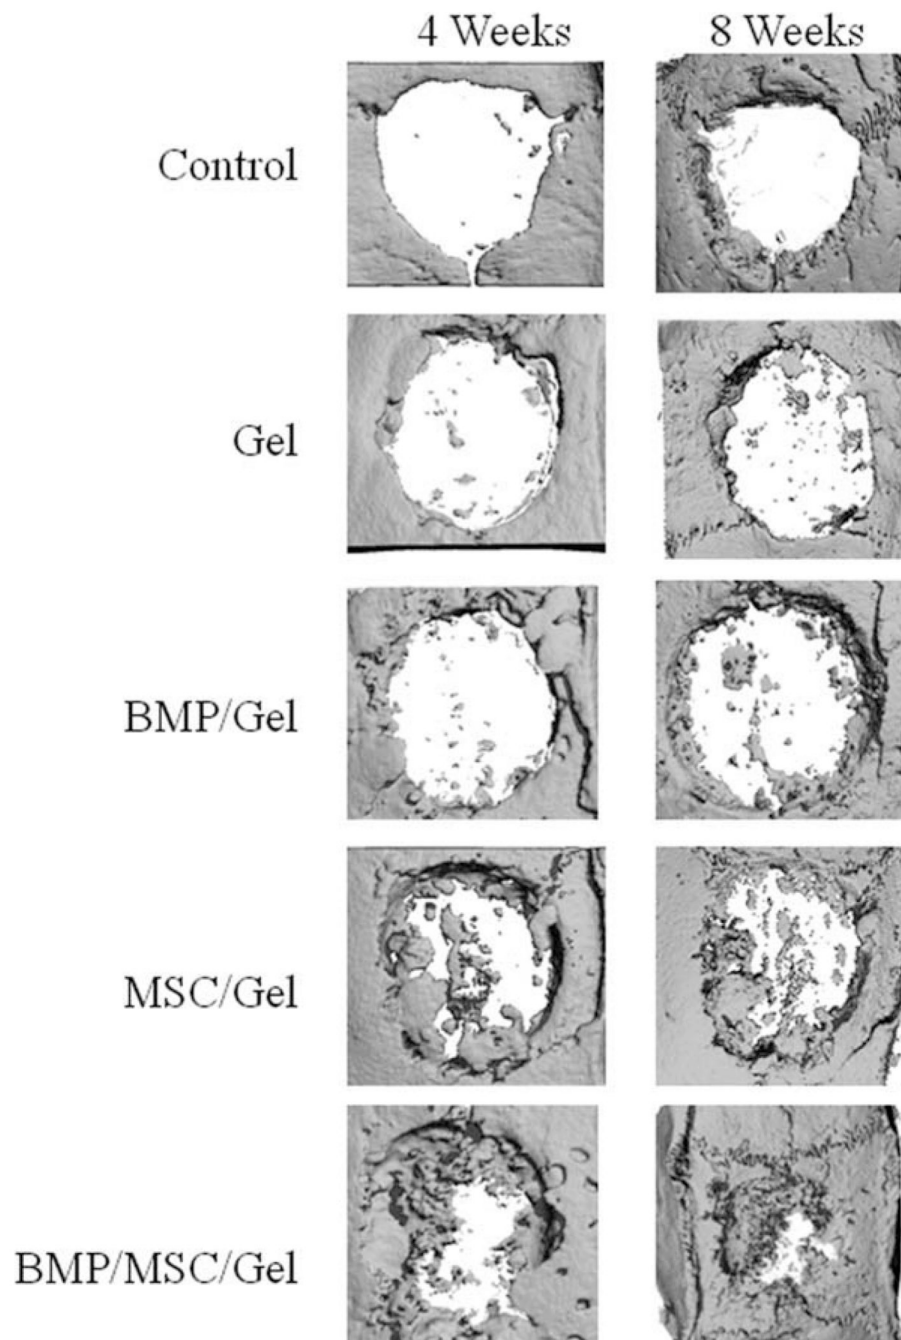 4 Weeks 8 Weeks
Control
Gel
BMP/Gel
MSC/Gel
BMP/MSC/Gel